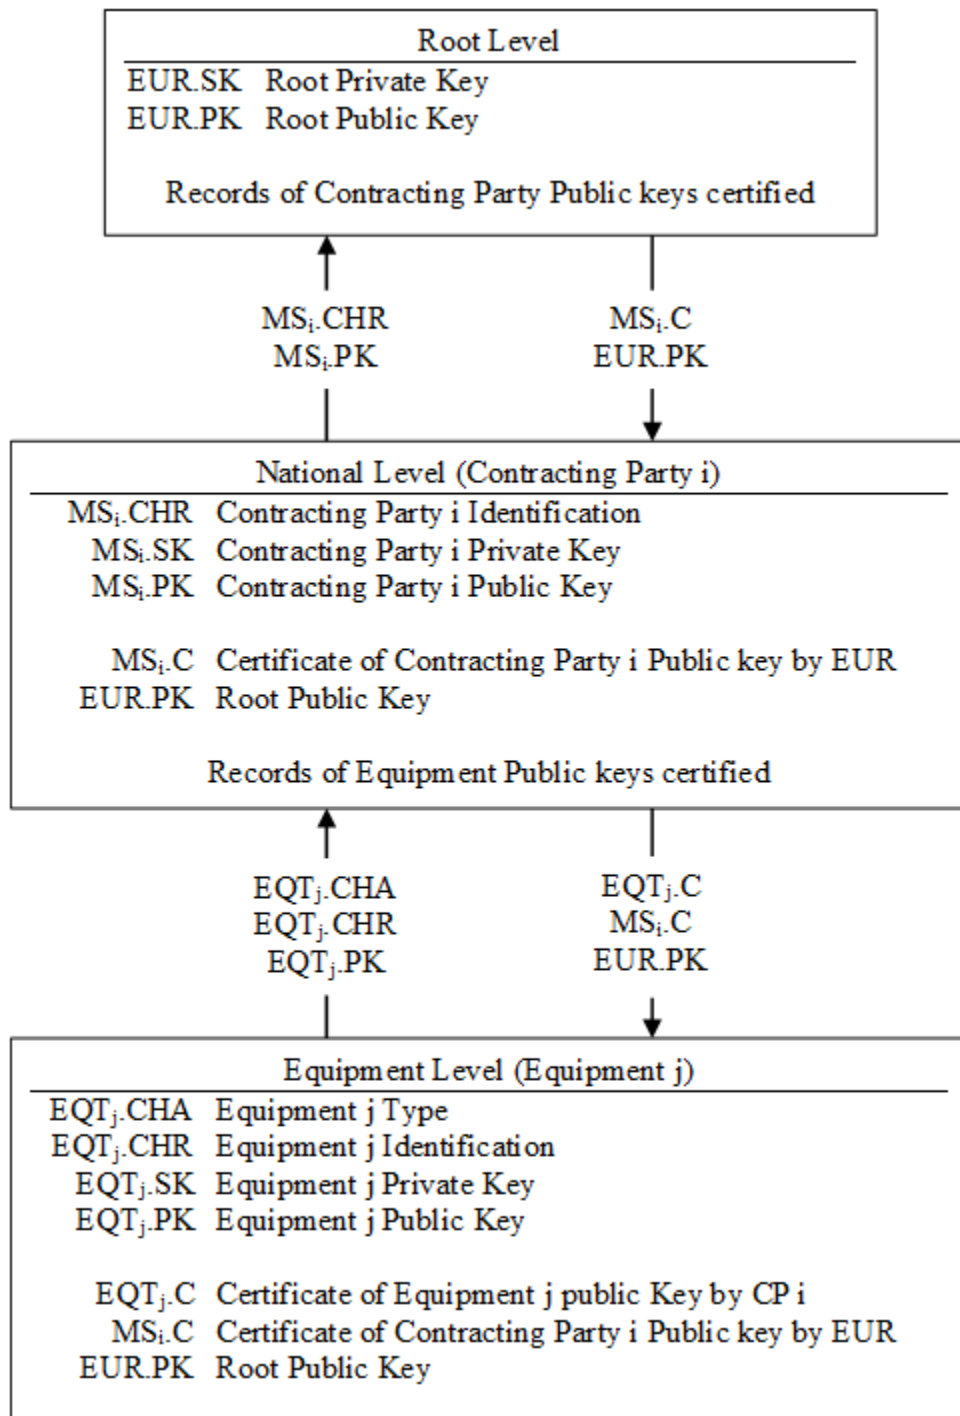 Root Level
EUR.SK Root Private Key
EUR.PK Root Public Key
Records of Contracting Party Public keys certified
MSi.CHR MSi.C
MSi.PK EUR.PK
National Level (Contracting Party i)
MSi.CHR Contracting Party i Identification
MSi.SK Contracting Party i Private Key
MSi.PK Contracting Party i Public Key
MSi.C Certificate of Contracting Party i Public key by EUR
EUR.PK Root Public Key
Records of Equipment Public keys certified
EQTj.CHA EQTj.C
EQTj.CHR MSi.C
EQTj.PK EUR.PK
Equipment Level (Equipment j)
EQTj.CHA Equipment j Type
EQTj.CHR Equipment j Identification
EQTj.SK Equipment j Private Key
EQTj.PK Equipment j Public Key
EQTj.C Certificate of Equipment j public Key by CP i
MSi.C Certificate of Contracting Party i Public key by EUR
EUR.PK Root Public Key